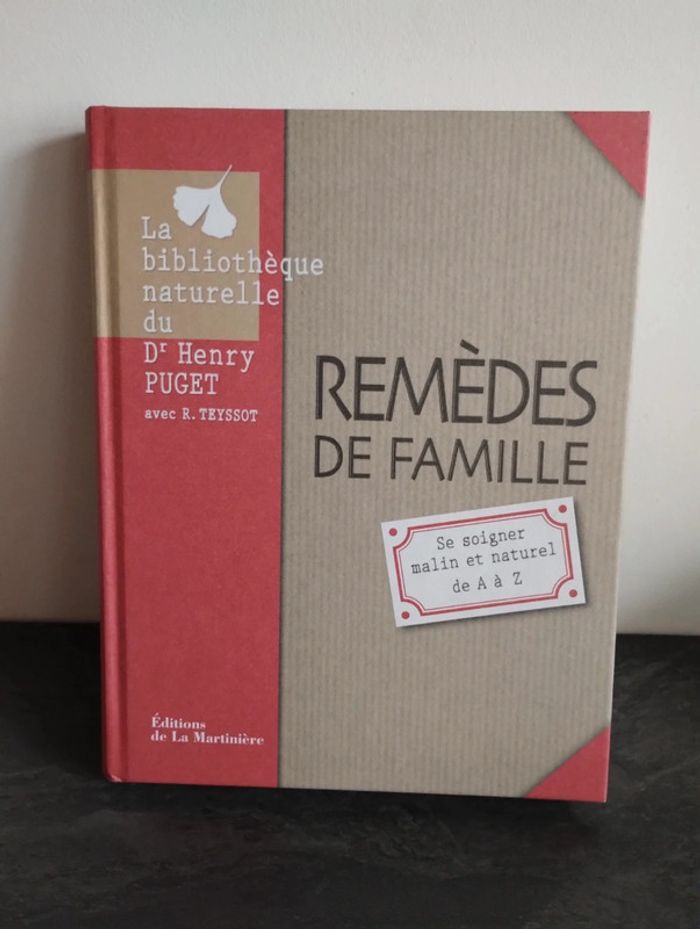 La
bibliothèque
naturelle
du
Dʳ Henry
PUGET
avec R. TEYSSOT
REMÈDES
DE FAMILLE
Se soigner
malin et naturel
de A à Z
Éditions
de La Martinière